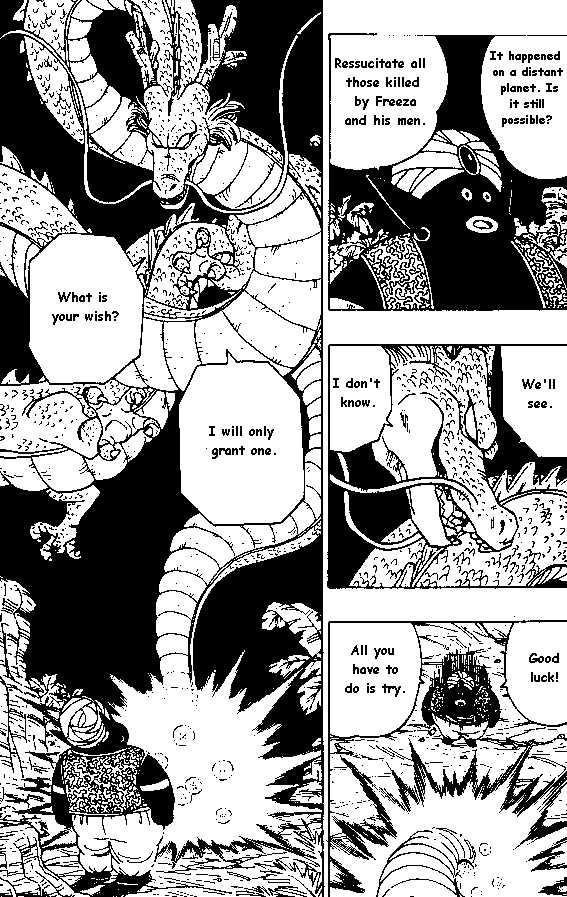 What is
your wish?
I will only
grant one.
Ressucitate all
those killed
by Freeza
and his men.
It happened
on a distant
planet. Is
it still
possible?
I don't
know.
We'll
see.
All you
have to
do is try.
Good
luck!